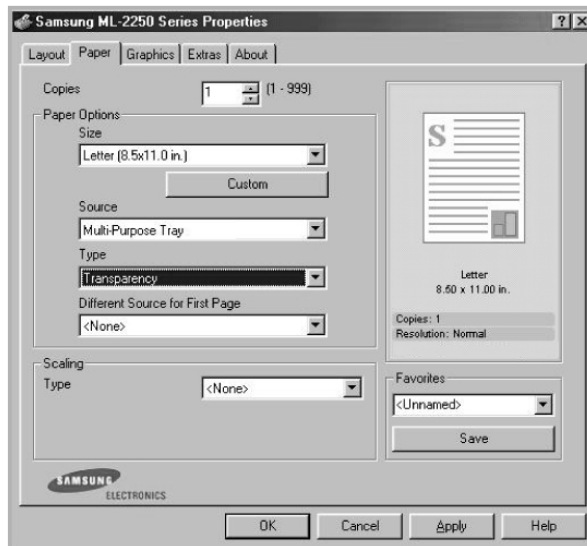 Samsung ML-2250 Series Properties
Layout Paper Graphics Extras About
Copies 1 (1 - 999)
Paper Options
Size
Letter (8.5x11.0 in.)
Custom
Source
Multi-Purpose Tray
Type
Transparency
Different Source for First Page
<None>
Scaling
Type <None>
S
Letter
8.50 x 11.00 in.
Copies: 1
Resolution: Normal
Favorites
<Unnamed>
Save
SAMSUNG
ELECTRONICS
OK Cancel Apply Help